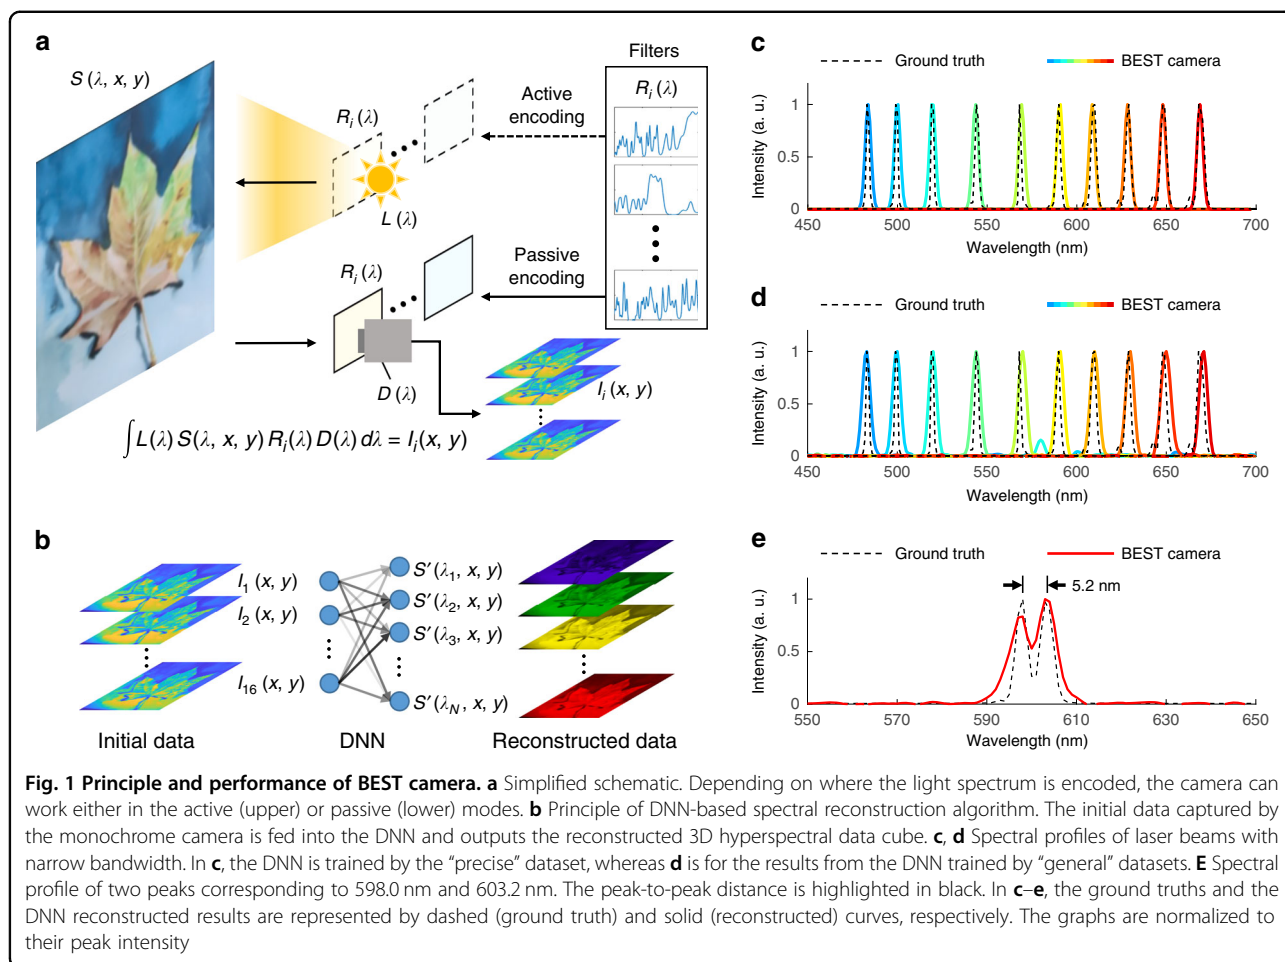 a
S (λ, x, y)
R_i (λ)
L (λ)
Active
encoding
Filters
R_i (λ)
R_i (λ)
Passive
encoding
D (λ)
I_i (x, y)
∫ L(λ) S(λ, x, y) R_i(λ) D(λ) dλ = I_i(x, y)
b
I_1 (x, y)
I_2 (x, y)
I_16 (x, y)
S′(λ_1, x, y)
S′(λ_2, x, y)
S′(λ_3, x, y)
S′(λ_N, x, y)
Initial data
DNN
Reconstructed data
c
Ground truth
BEST camera
Intensity (a. u.)
1
0.5
0
450 500 550 600 650 700
Wavelength (nm)
d
Ground truth
BEST camera
Intensity (a. u.)
1
0.5
0
450 500 550 600 650 700
Wavelength (nm)
e
Ground truth
BEST camera
5.2 nm
Intensity (a. u.)
1
0.5
0
550 570 590 610 630 650
Wavelength (nm)
Fig. 1 Principle and performance of BEST camera. a Simplified schematic. Depending on where the light spectrum is encoded, the camera can
work either in the active (upper) or passive (lower) modes. b Principle of DNN-based spectral reconstruction algorithm. The initial data captured by
the monochrome camera is fed into the DNN and outputs the reconstructed 3D hyperspectral data cube. c, d Spectral profiles of laser beams with
narrow bandwidth. In c, the DNN is trained by the “precise” dataset, whereas d is for the results from the DNN trained by “general” datasets. E Spectral
profile of two peaks corresponding to 598.0 nm and 603.2 nm. The peak-to-peak distance is highlighted in black. In c–e, the ground truths and the
DNN reconstructed results are represented by dashed (ground truth) and solid (reconstructed) curves, respectively. The graphs are normalized to
their peak intensity